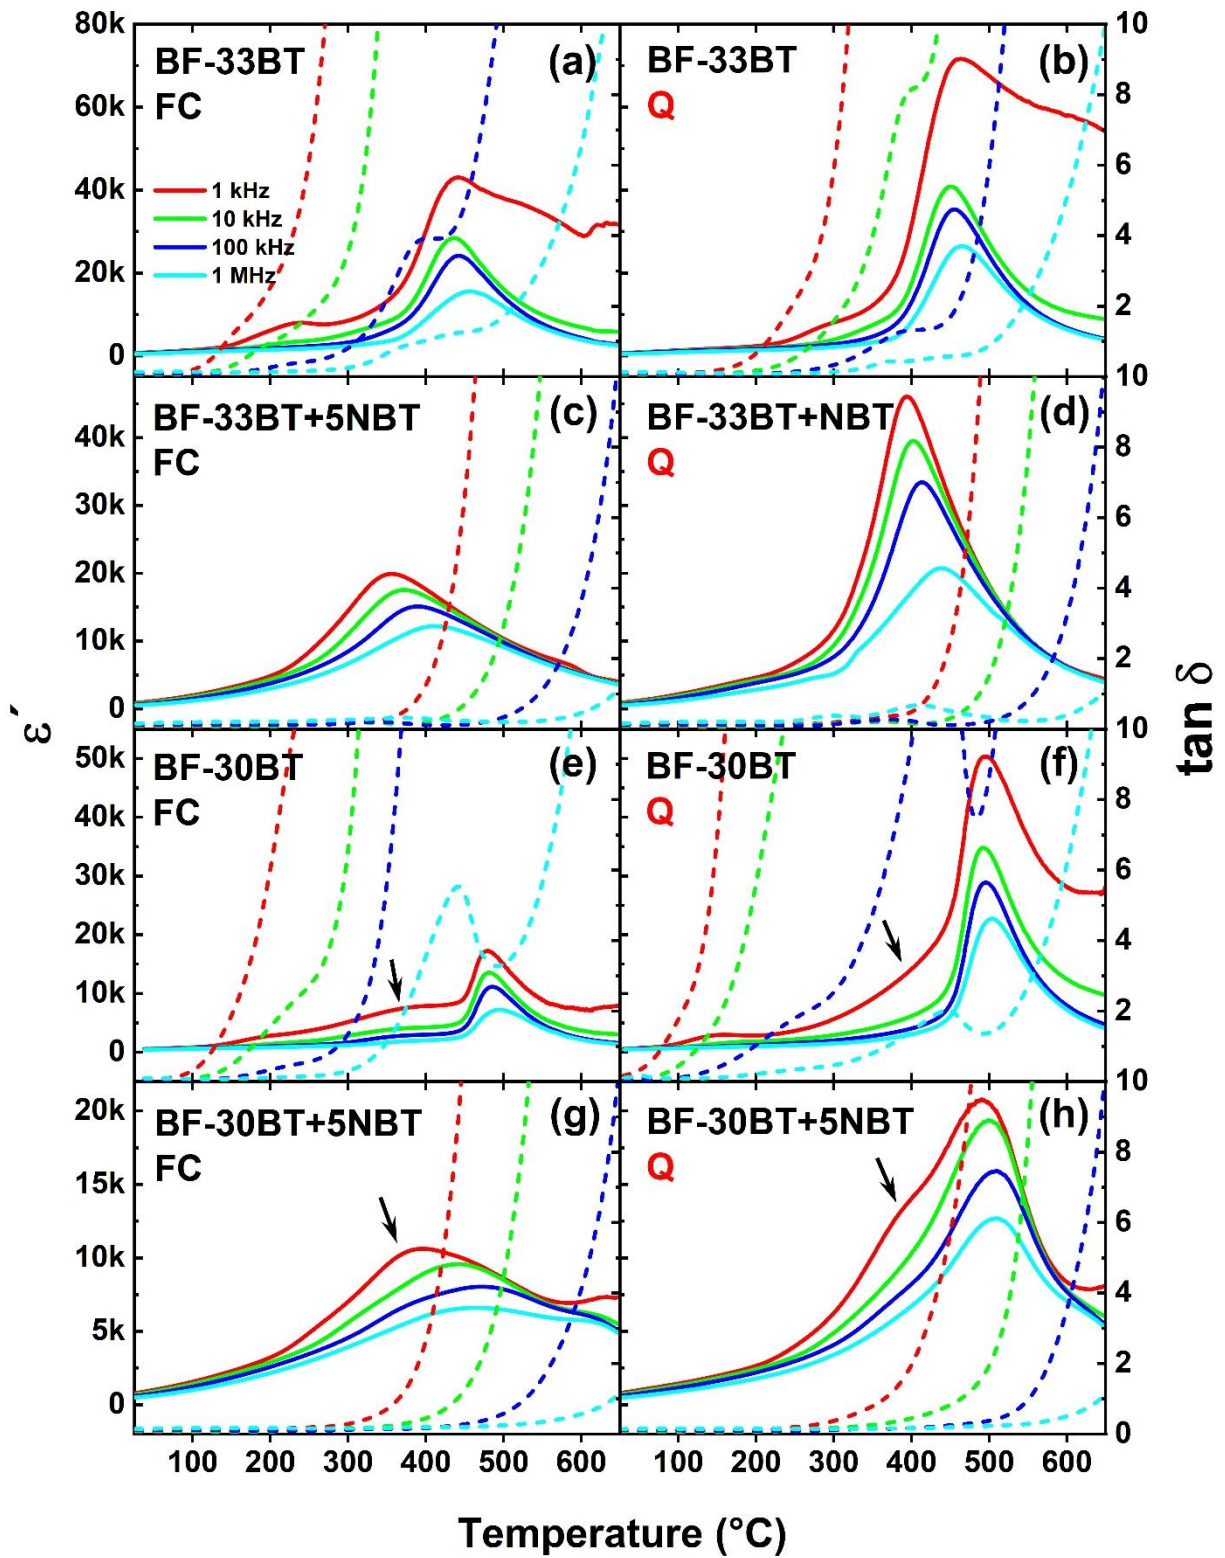 80k
60k
40k
20k
0
BF-33BT
FC
(a)
1 kHz
10 kHz
100 kHz
1 MHz
BF-33BT
Q
(b)
10
8
6
4
2
40k
30k
20k
10k
0
BF-33BT+5NBT
FC
(c)
BF-33BT+NBT
Q
(d)
10
8
6
4
2
50k
40k
30k
20k
10k
0
BF-30BT
FC
(e)
BF-30BT
Q
(f)
10
8
6
4
2
20k
15k
10k
5k
0
BF-30BT+5NBT
FC
(g)
BF-30BT+5NBT
Q
(h)
10
8
6
4
2
0
100 200 300 400 500 600
100 200 300 400 500 600
ε´
tan δ
Temperature (°C)